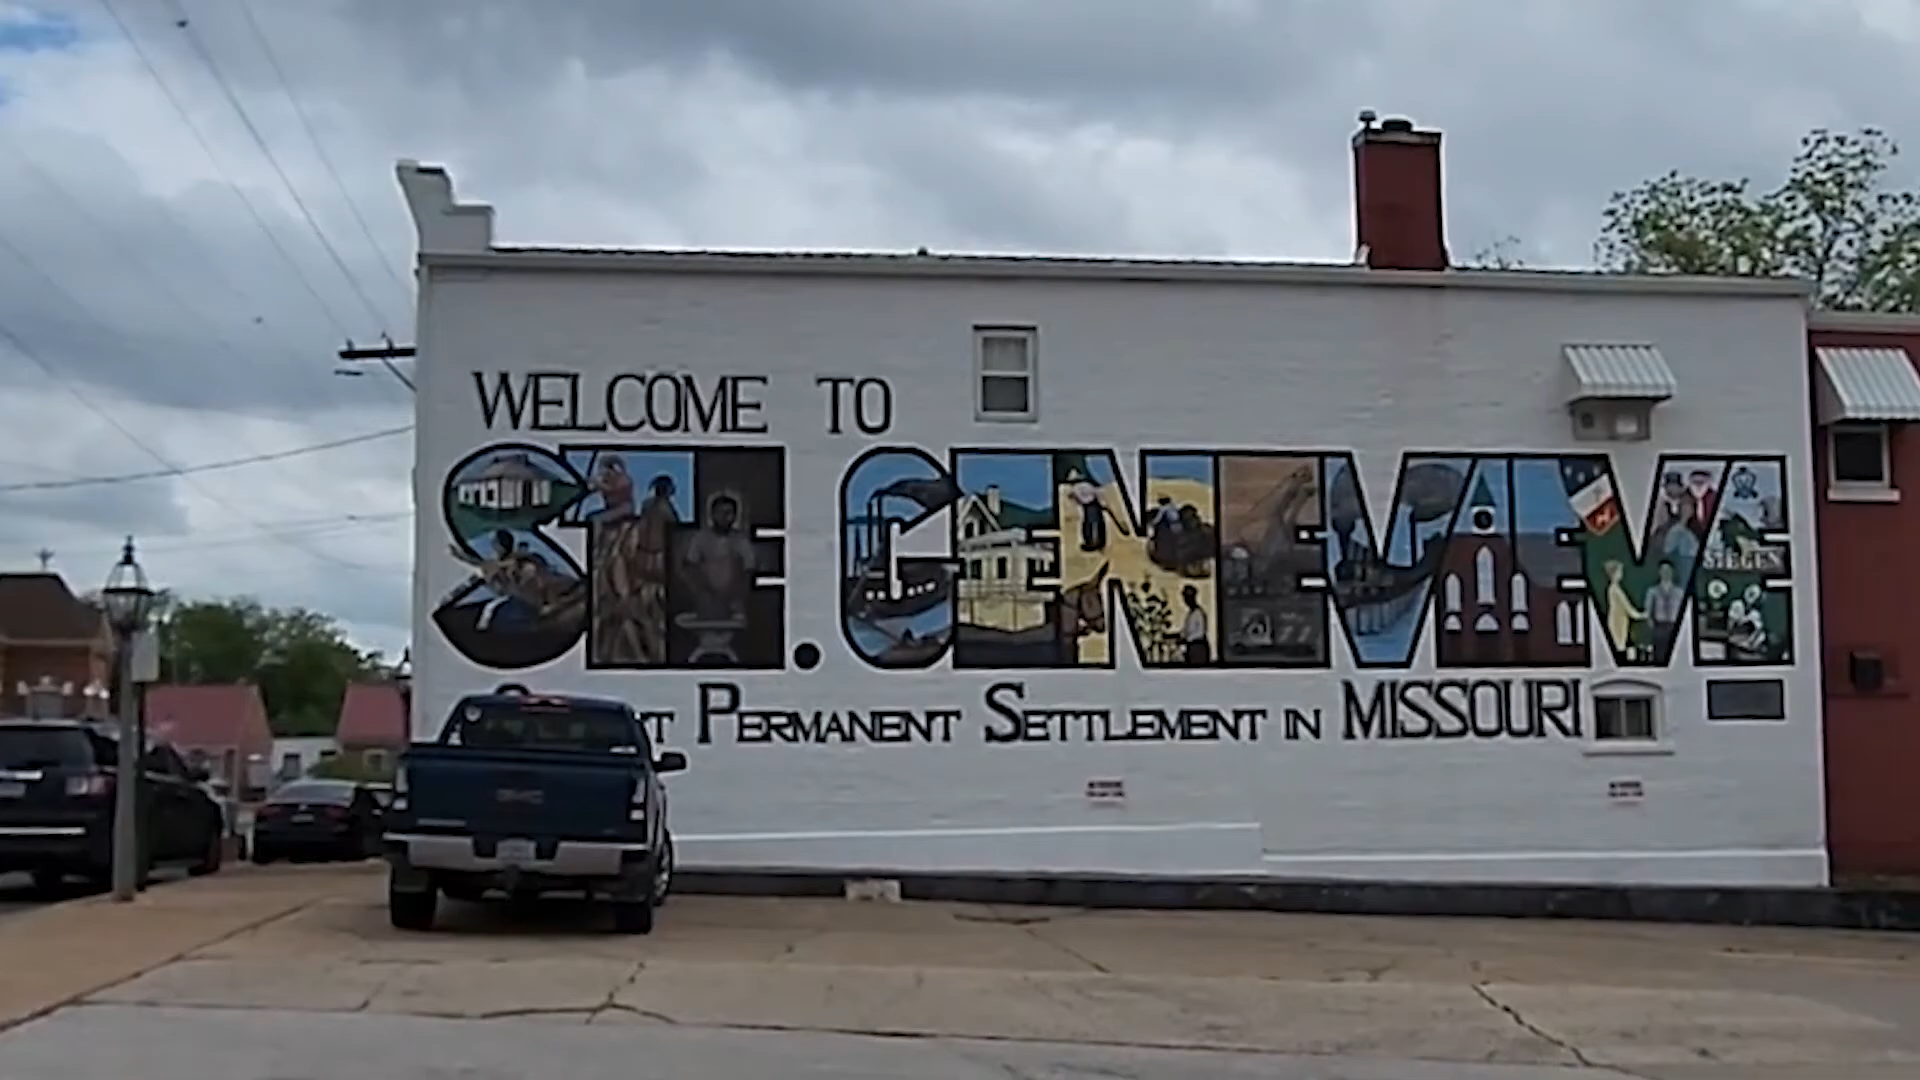 WELCOME TO
STE. GENEVIEVE
SIEGEN
PERMANENT SETTLEMENT IN MISSOURI